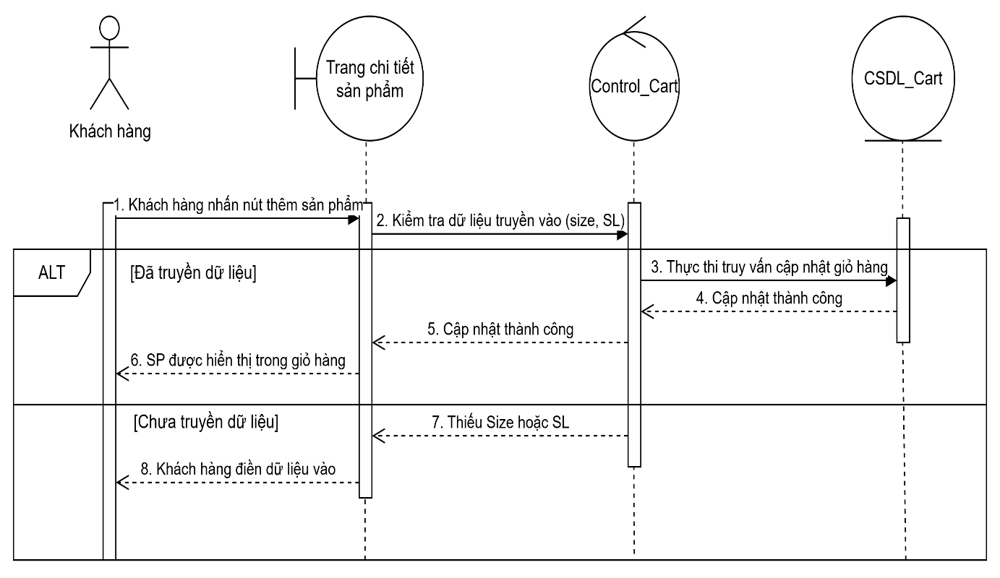 Trang chi tiết
sản phẩm
Control_Cart
CSDL_Cart
Khách hàng
1. Khách hàng nhấn nút thêm sản phẩm
2. Kiểm tra dữ liệu truyền vào (size, SL)
ALT
[Đã truyền dữ liệu]
3. Thực thi truy vấn cập nhật giỏ hàng
4. Cập nhật thành công
5. Cập nhật thành công
6. SP được hiển thị trong giỏ hàng
[Chưa truyền dữ liệu]
7. Thiếu Size hoặc SL
8. Khách hàng điền dữ liệu vào